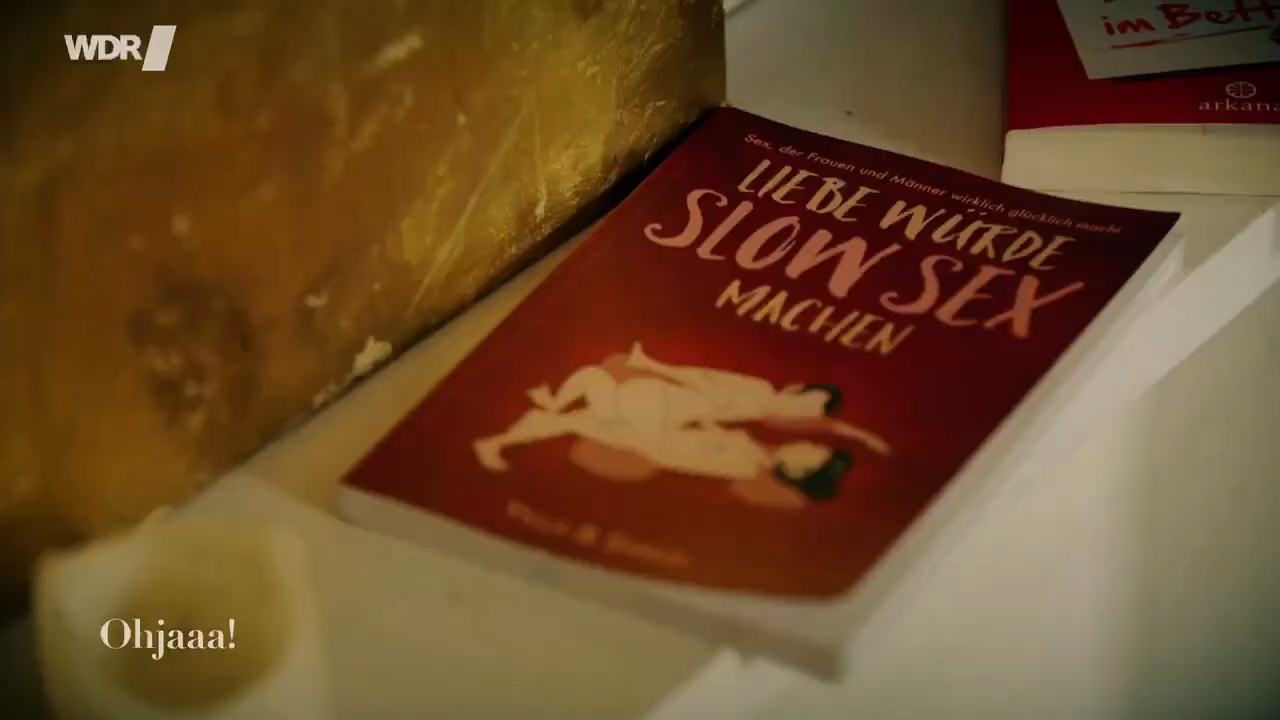 WDR
im Bett
arkana
Sex, der Frauen und Männer wirklich glücklich macht
LIEBE WÜRDE
SLOW SEX
MACHEN
Ohjaaa!